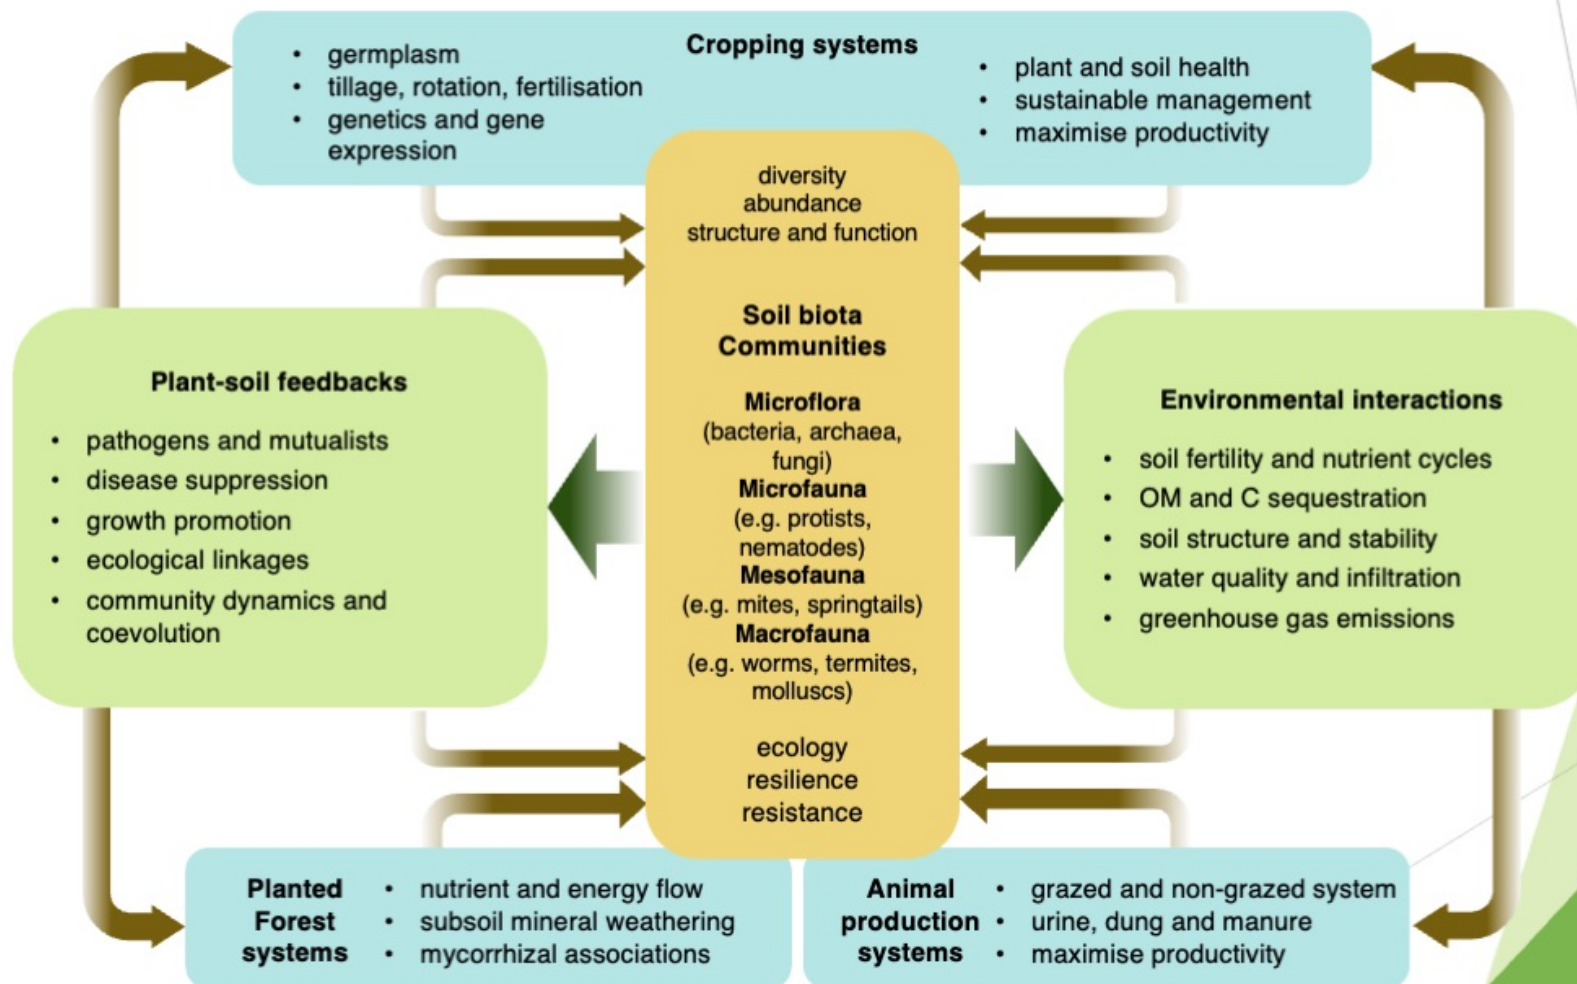 Cropping systems
• germplasm
• tillage, rotation, fertilisation
• genetics and gene
expression
• plant and soil health
• sustainable management
• maximise productivity
diversity
abundance
structure and function
Soil biota
Communities
Microflora
(bacteria, archaea,
fungi)
Microfauna
(e.g. protists,
nematodes)
Mesofauna
(e.g. mites, springtails)
Macrofauna
(e.g. worms, termites,
molluscs)
ecology
resilience
resistance
Plant-soil feedbacks
• pathogens and mutualists
• disease suppression
• growth promotion
• ecological linkages
• community dynamics and
coevolution
Environmental interactions
• soil fertility and nutrient cycles
• OM and C sequestration
• soil structure and stability
• water quality and infiltration
• greenhouse gas emissions
Planted
Forest
systems
• nutrient and energy flow
• subsoil mineral weathering
• mycorrhizal associations
Animal
production
systems
• grazed and non-grazed system
• urine, dung and manure
• maximise productivity